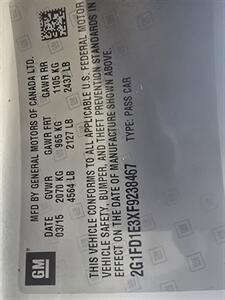 MFD BY GENERAL MOTORS OF CANADA LTD.
DATE GVWR GAWR FRT GAWR RR
03/15 2070 KG 965 KG 1105 KG
4564 LB 2127 LB 2437 LB
THIS VEHICLE CONFORMS TO ALL APPLICABLE U.S. FEDERAL MOTOR
VEHICLE SAFETY, BUMPER, AND THEFT PREVENTION STANDARDS IN
EFFECT ON THE DATE OF MANUFACTURE SHOWN ABOVE.
2G1FD1E3XF9238467 TYPE: PASS CAR
GM